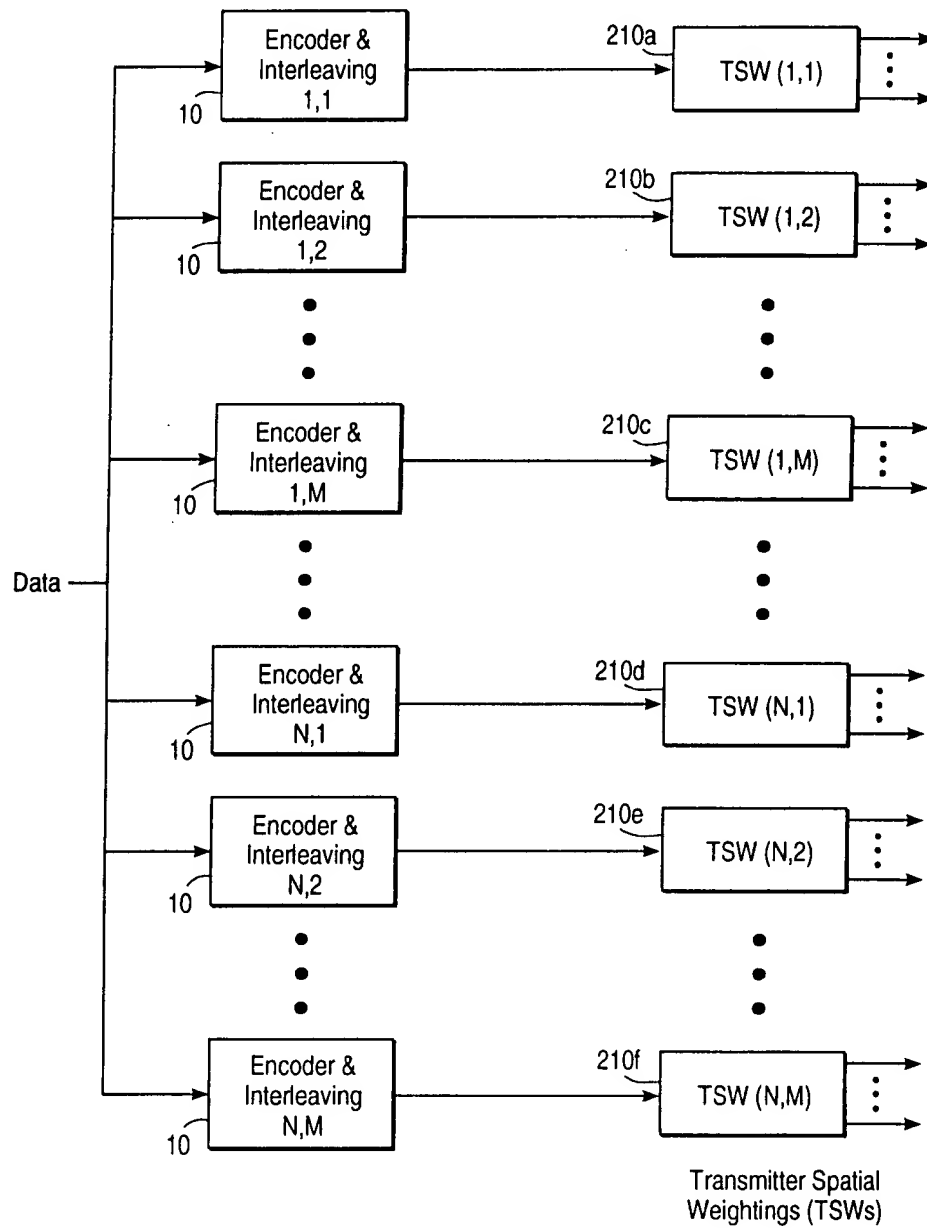 Encoder &
Interleaving
1,1
10
210a
TSW (1,1)
Encoder &
Interleaving
1,2
10
210b
TSW (1,2)
Encoder &
Interleaving
1,M
10
210c
TSW (1,M)
Data
Encoder &
Interleaving
N,1
10
210d
TSW (N,1)
Encoder &
Interleaving
N,2
10
210e
TSW (N,2)
Encoder &
Interleaving
N,M
10
210f
TSW (N,M)
Transmitter Spatial
Weightings (TSWs)